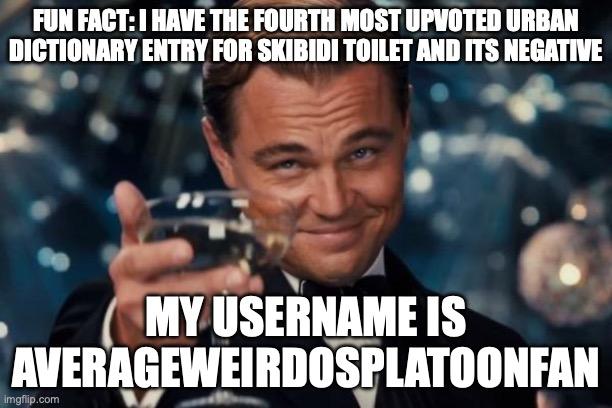 FUN FACT: I HAVE THE FOURTH MOST UPVOTED URBAN
DICTIONARY ENTRY FOR SKIBIDI TOILET AND ITS NEGATIVE
MY USERNAME IS
AVERAGEWEIRDOSPLATOONFAN
imgflip.com